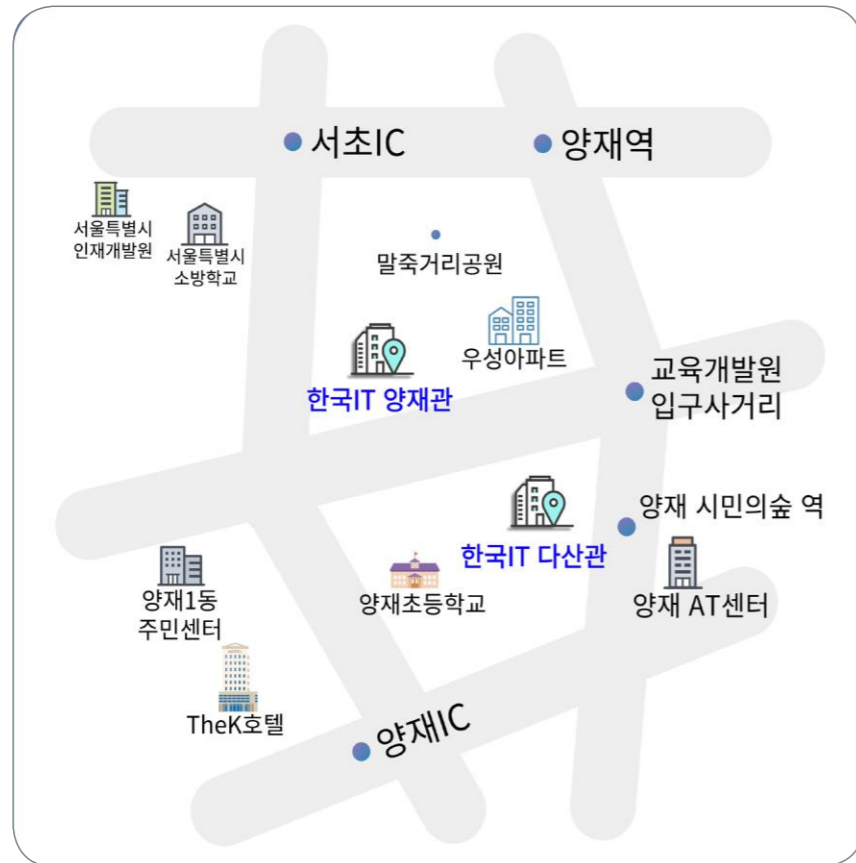 서초IC
양재역
서울특별시
인재개발원
서울특별시
소방학교
말죽거리공원
우성아파트
한국IT 양재관
교육개발원
입구사거리
양재 시민의숲 역
한국IT 다산관
양재1동
주민센터
양재초등학교
양재 AT센터
HOTEL
TheK호텔
양재IC